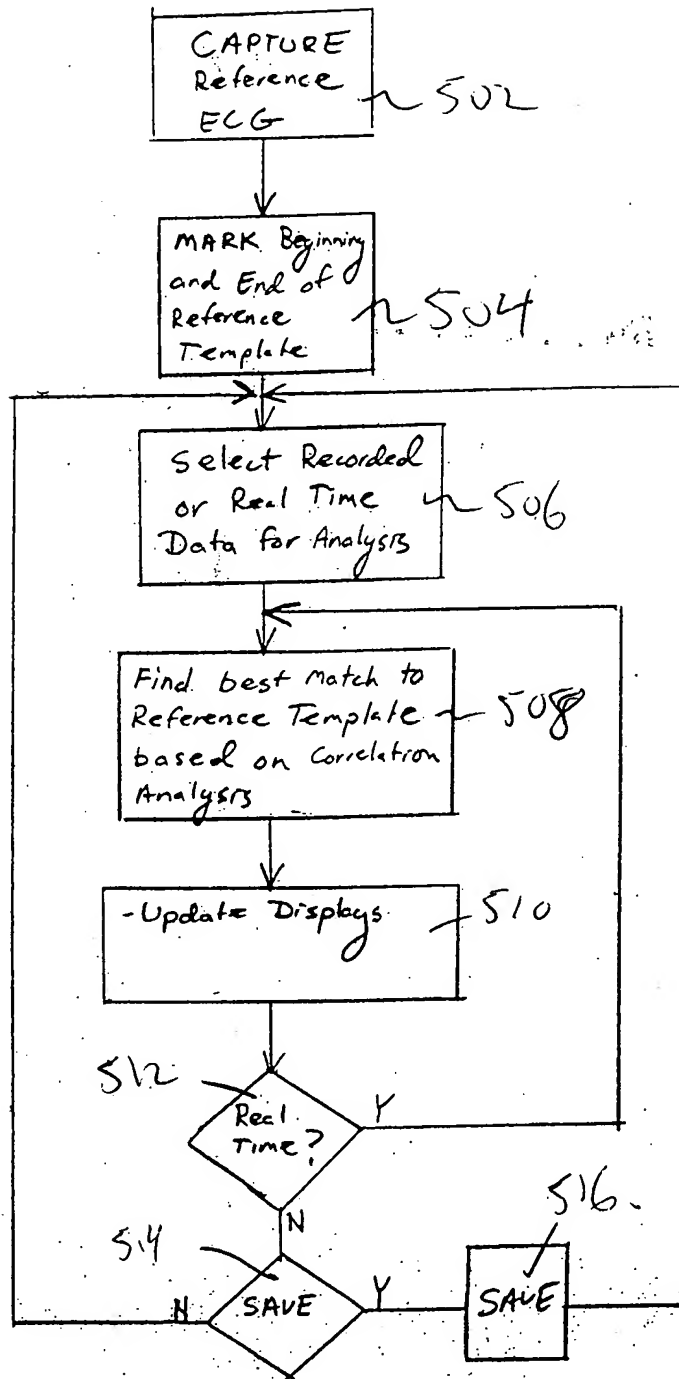 CAPTURE
Reference
ECG
502
MARK Beginning
and End of
Reference
Template
504
Select Recorded
or Real Time
Data for Analysis
506
Find best match to
Reference Template
based on Correlation
Analysis
508
-Update Displays
510
512
Real
Time?
Y
N
514
SAVE
N
Y
516.
SAVE